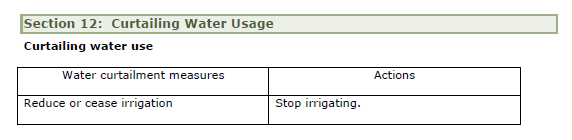 Section 12:  Curtailing Water Usage
Curtailing water use
Water curtailment measures Actions
Reduce or cease irrigation Stop irrigating.